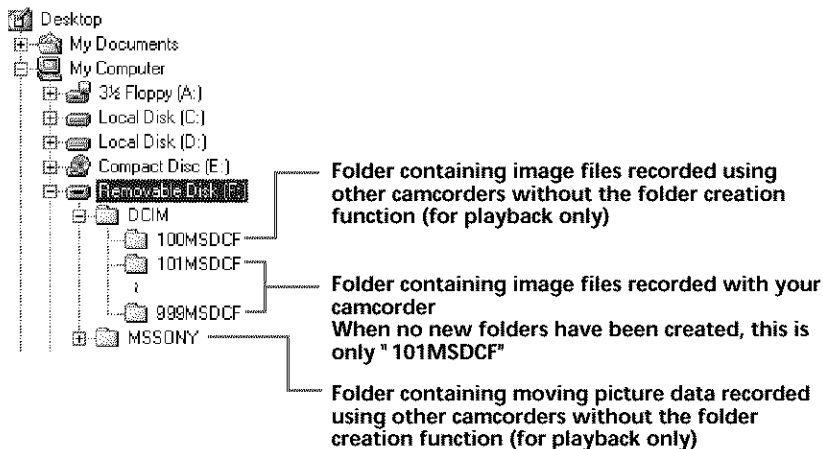 Desktop
My Documents
My Computer
3½ Floppy (A:)
Local Disk (C:)
Local Disk (D:)
Compact Disc (E:)
Removable Disk (F:)
DCIM
100MSDCF
101MSDCF
~
999MSDCF
MSSONY
Folder containing image files recorded using
other camcorders without the folder creation
function (for playback only)
Folder containing image files recorded with your
camcorder
When no new folders have been created, this is
only "101MSDCF"
Folder containing moving picture data recorded
using other camcorders without the folder
creation function (for playback only)